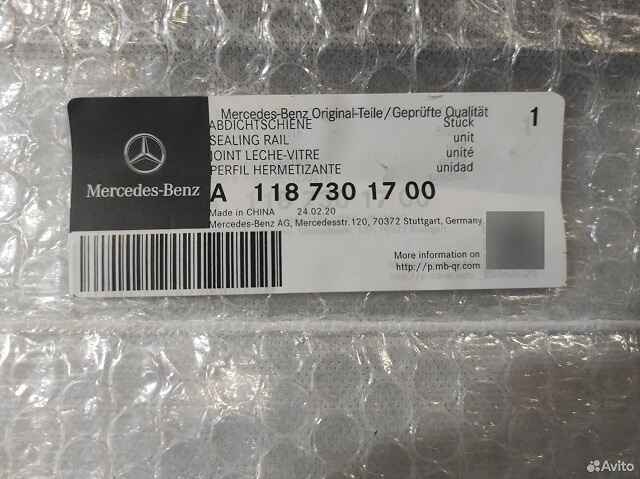 Mercedes-Benz Original-Teile/Geprüfte Qualität 1
ABDICHTSCHIENE Stück
SEALING RAIL unit
JOINT LECHE-VITRE unité
PERFIL HERMETIZANTE unidad
Mercedes-Benz
A 118 730 17 00
Made in CHINA 24.02.20
Mercedes-Benz AG, Mercedesstr.120, 70372 Stuttgart, Germany
More information on
http://p.mb-qr.com
Avito